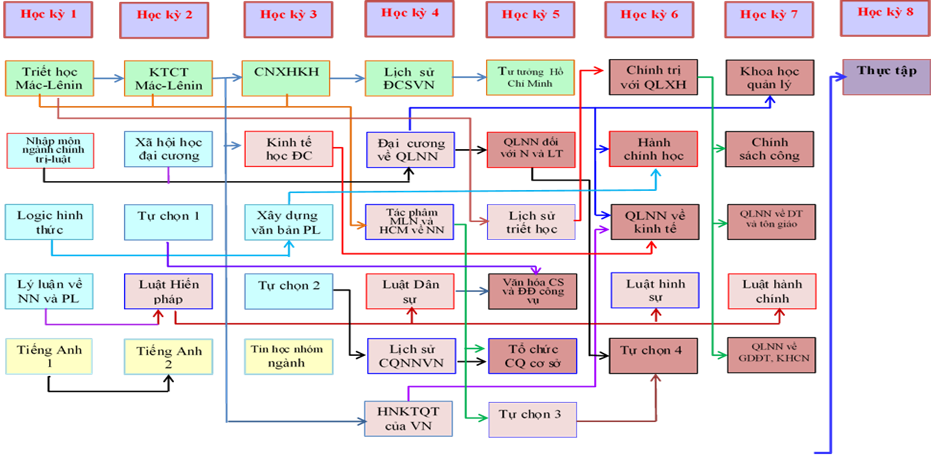 Học kỳ 1
Học kỳ 2
Học kỳ 3
Học kỳ 4
Học kỳ 5
Học kỳ 6
Học kỳ 7
Học kỳ 8
Triết học
Mác-Lênin
KTCT
Mác-Lênin
CNXHKH
Lịch sử
ĐCSVN
Tư tưởng Hồ
Chí Minh
Chính trị
với QLXH
Khoa học
quản lý
Thực tập
Nhập môn
ngành chính
trị-luật
Xã hội học
đại cương
Kinh tế
học ĐC
Đại cương
về QLNN
QLNN đối
với N và LT
Hành
chính học
Chính
sách công
Logic hình
thức
Tự chọn 1
Xây dựng
văn bản PL
Tác phẩm
MLN và
HCM về NN
Lịch sử
triết học
QLNN về
kinh tế
QLNN về DT
và tôn giáo
Lý luận về
NN và PL
Luật Hiến
pháp
Tự chọn 2
Luật Dân
sự
Văn hóa CS
và ĐĐ công
vụ
Luật hình
sự
Luật hành
chính
Tiếng Anh
1
Tiếng Anh
2
Tin học nhóm
ngành
Lịch sử
CQNNVN
Tổ chức
CQ cơ sở
Tự chọn 4
QLNN về
GDĐT, KHCN
HNKTQT
của VN
Tự chọn 3